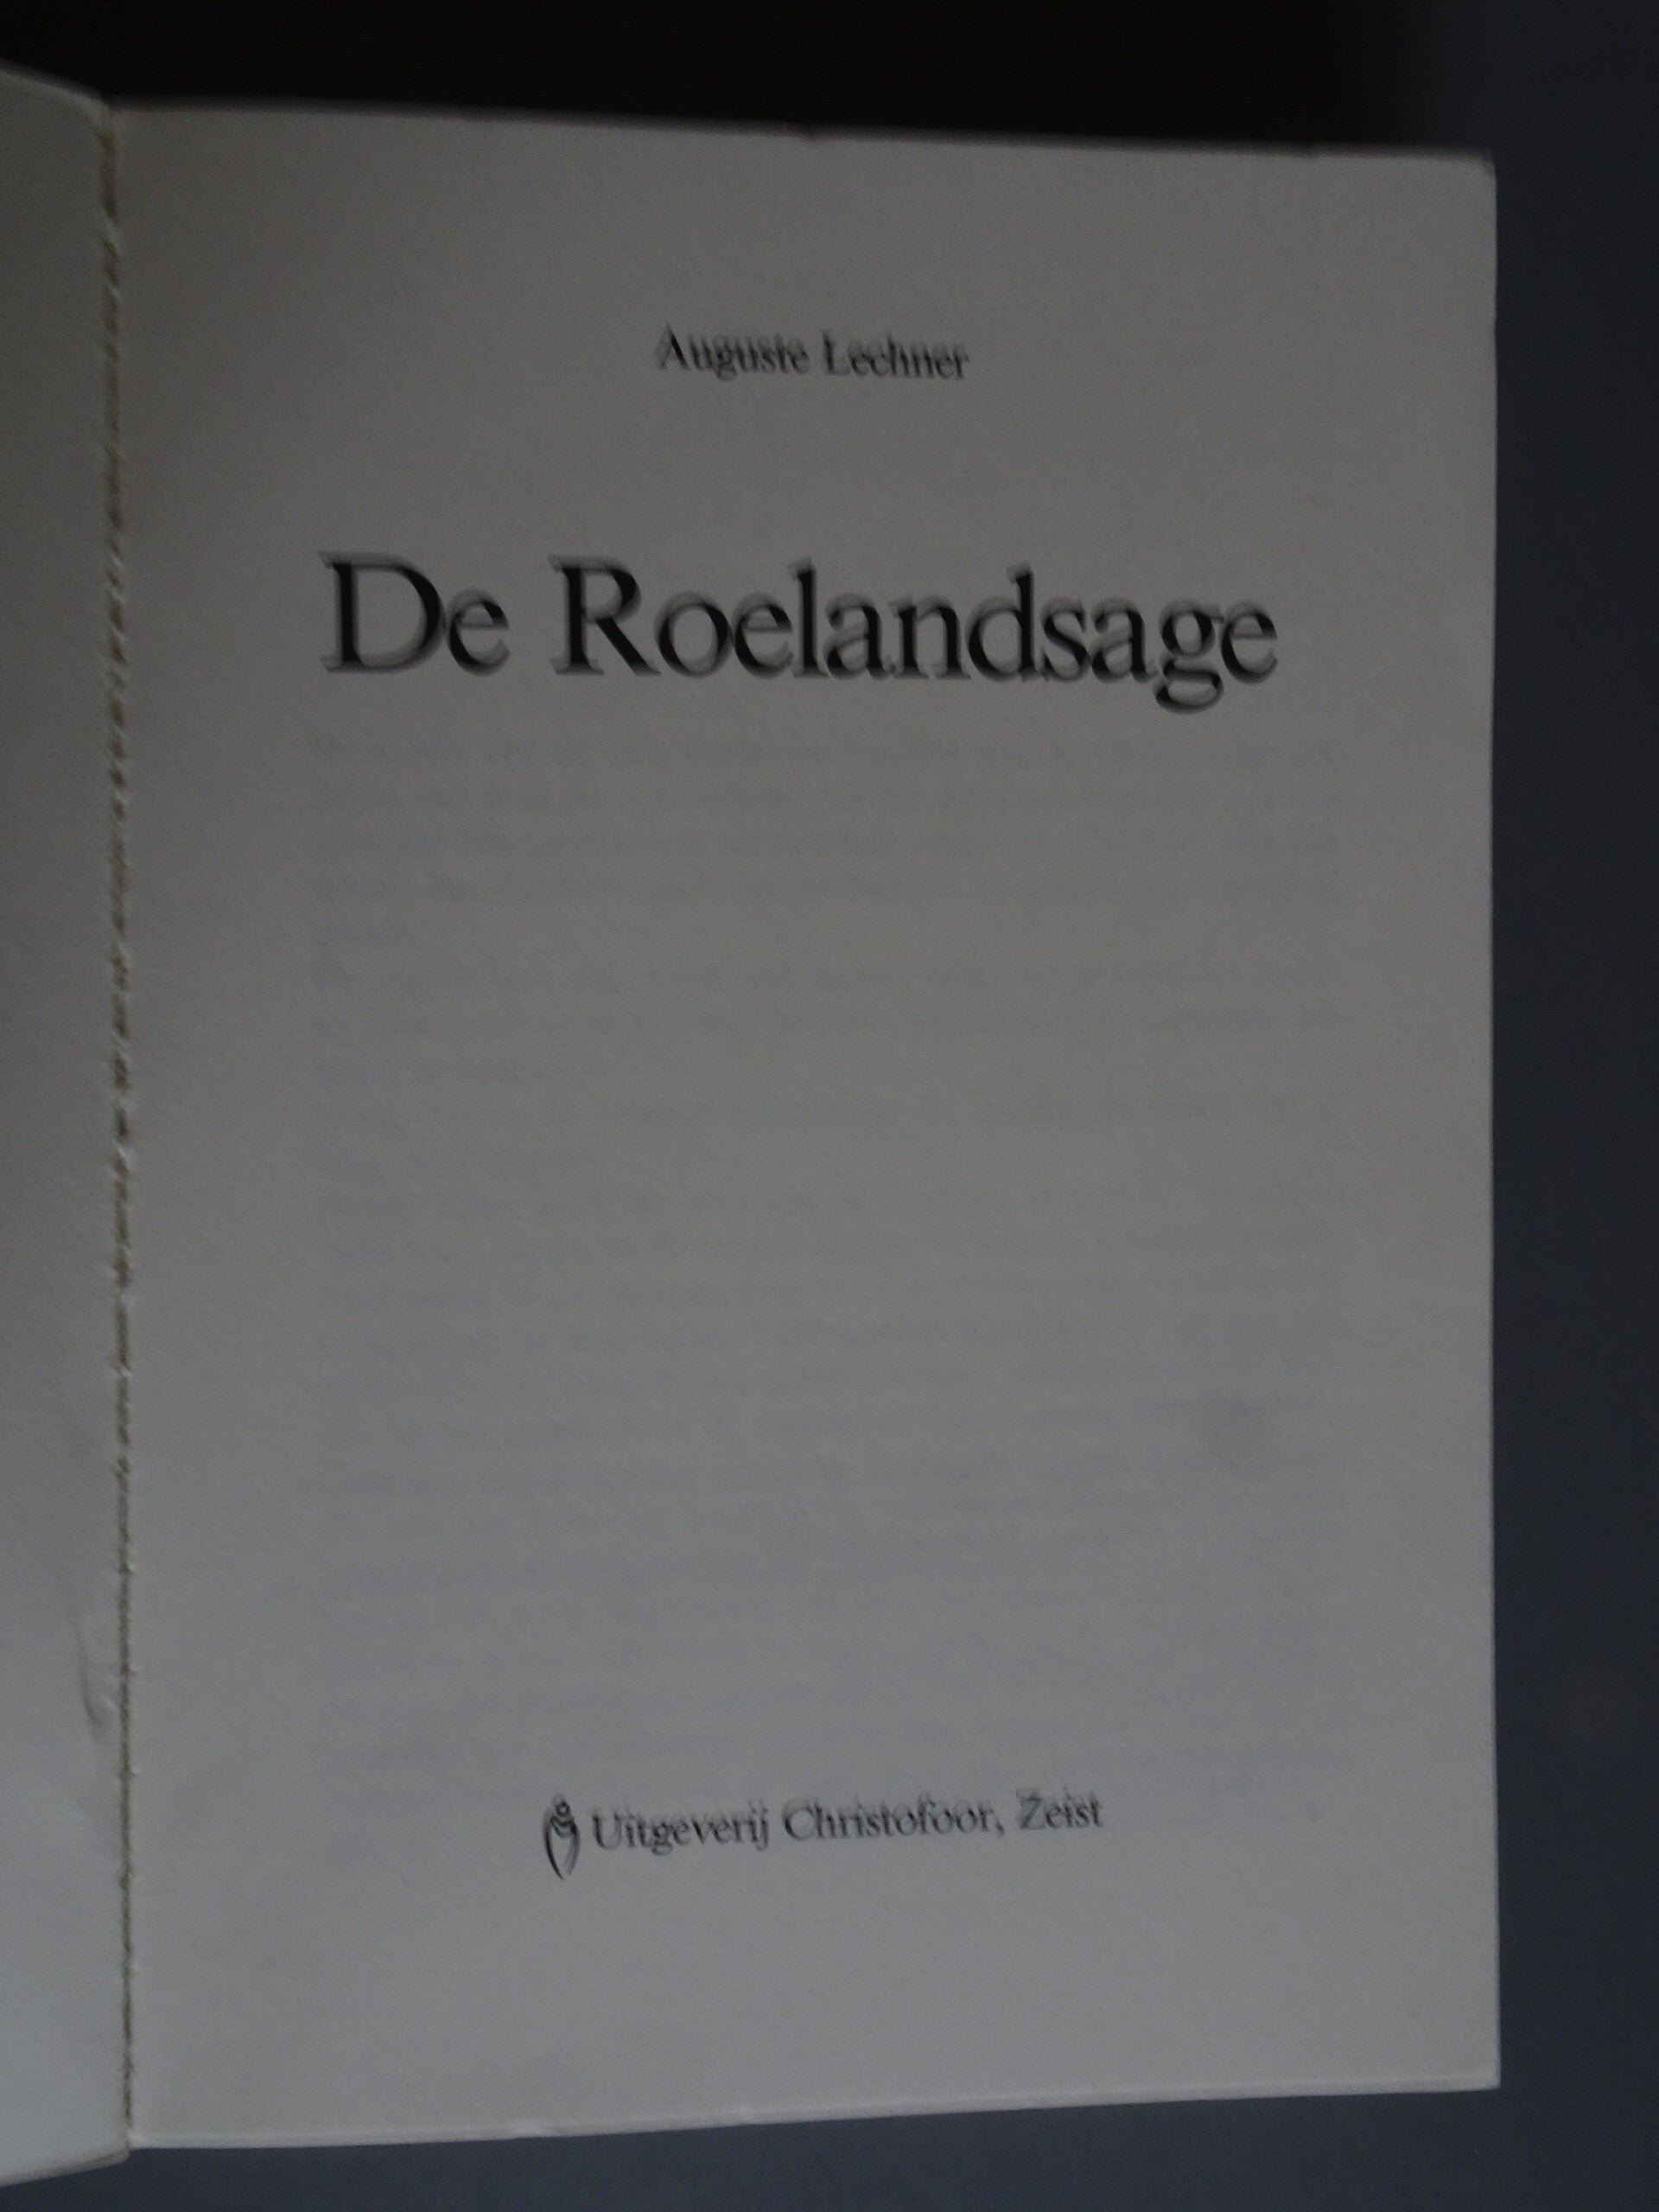 Auguste Lechner
De Roelandsage
Uitgeverij Christofoor, Zeist